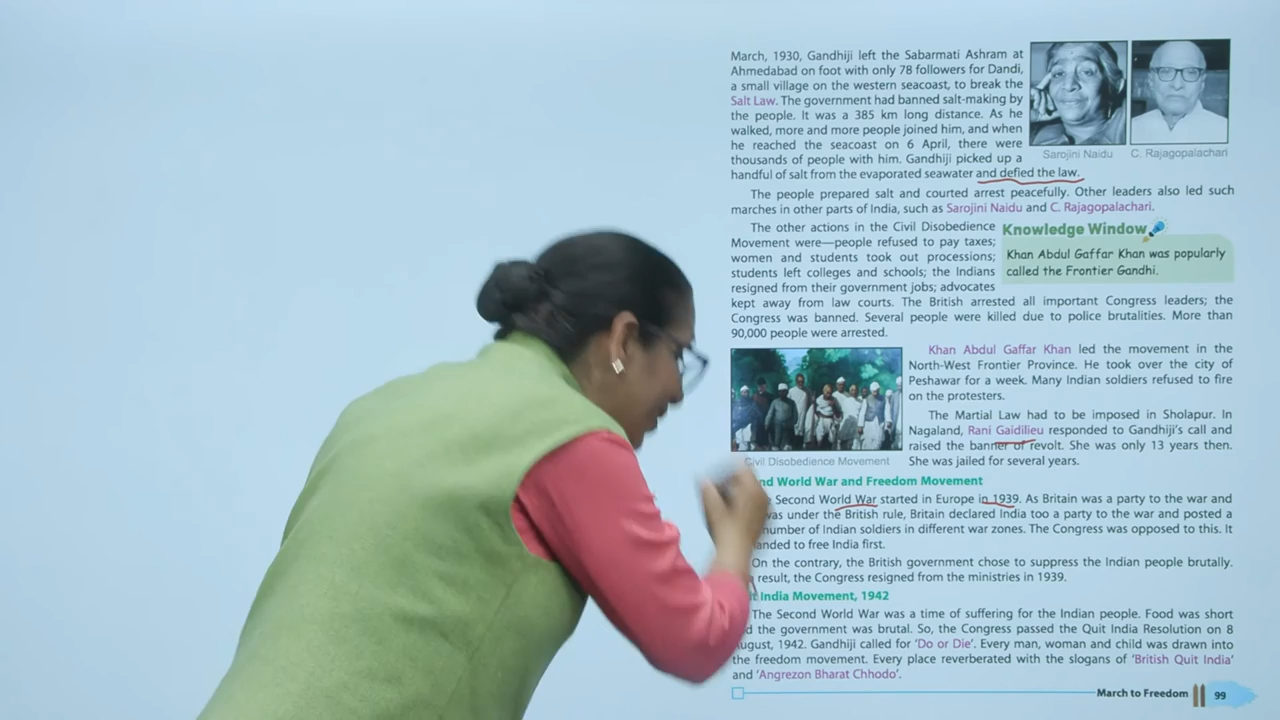 March, 1930, Gandhiji left the Sabarmati Ashram at
Ahmedabad on foot with only 78 followers for Dandi,
a small village on the western seacoast, to break the
Salt Law. The government had banned salt-making by
the people. It was a 385 km long distance. As he
walked, more and more people joined him, and when
he reached the seacoast on 6 April, there were
thousands of people with him. Gandhiji picked up a
handful of salt from the evaporated seawater and defied the law.
Sarojini Naidu
C. Rajagopalachari
The people prepared salt and courted arrest peacefully. Other leaders also led such
marches in other parts of India, such as Sarojini Naidu and C. Rajagopalachari.
The other actions in the Civil Disobedience
Movement were—people refused to pay taxes;
women and students took out processions;
students left colleges and schools; the Indians
resigned from their government jobs; advocates
kept away from law courts. The British arrested all important Congress leaders; the
Congress was banned. Several people were killed due to police brutalities. More than
90,000 people were arrested.
Knowledge Window
Khan Abdul Gaffar Khan was popularly
called the Frontier Gandhi.
Khan Abdul Gaffar Khan led the movement in the
North-West Frontier Province. He took over the city of
Peshawar for a week. Many Indian soldiers refused to fire
on the protesters.
The Martial Law had to be imposed in Sholapur. In
Nagaland, Rani Gaidilieu responded to Gandhiji's call and
raised the banner of revolt. She was only 13 years then.
She was jailed for several years.
Civil Disobedience Movement
nd World War and Freedom Movement
Second World War started in Europe in 1939. As Britain was a party to the war and
was under the British rule, Britain declared India too a party to the war and posted a
number of Indian soldiers in different war zones. The Congress was opposed to this. It
anded to free India first.
On the contrary, the British government chose to suppress the Indian people brutally.
result, the Congress resigned from the ministries in 1939.
t India Movement, 1942
The Second World War was a time of suffering for the Indian people. Food was short
d the government was brutal. So, the Congress passed the Quit India Resolution on 8
ugust, 1942. Gandhiji called for 'Do or Die'. Every man, woman and child was drawn into
the freedom movement. Every place reverberated with the slogans of 'British Quit India'
and 'Angrezon Bharat Chhodo'.
March to Freedom 99